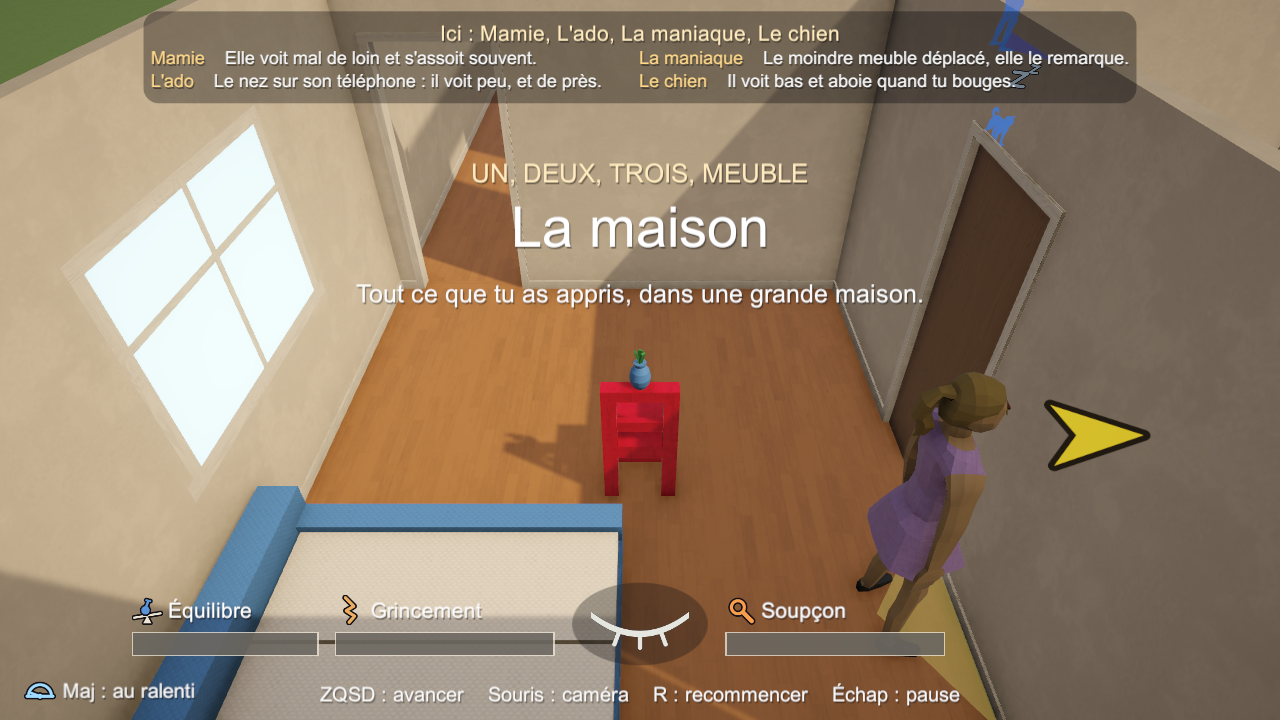 Ici : Mamie, L'ado, La maniaque, Le chien
Mamie Elle voit mal de loin et s'assoit souvent. La maniaque Le moindre meuble déplacé, elle le remarque.
L'ado Le nez sur son téléphone : il voit peu, et de près. Le chien Il voit bas et aboie quand tu bouges.
UN, DEUX, TROIS, MEUBLE
La maison
Tout ce que tu as appris, dans une grande maison.
Équilibre Grincement Soupçon
Maj : au ralenti ZQSD : avancer Souris : caméra R : recommencer Échap : pause